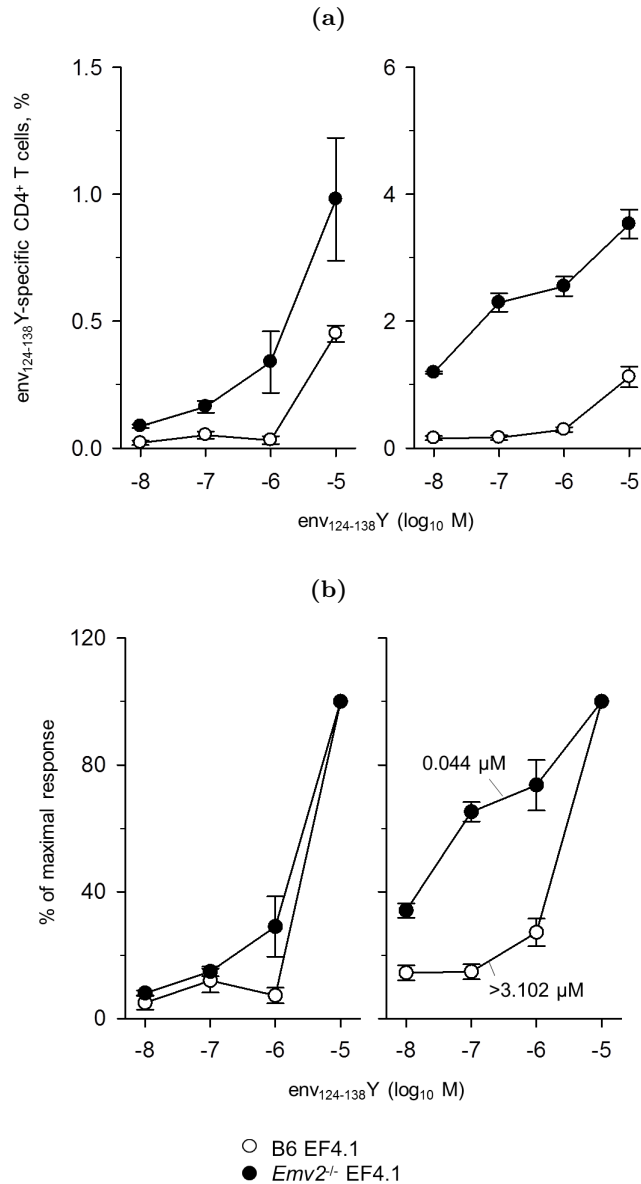 (a)
env₁₂₄₋₁₃₈Y-specific CD4⁺ T cells, %
1.5
1.0
0.5
0.0
6
4
2
0
-8 -7 -6 -5
-8 -7 -6 -5
env₁₂₄₋₁₃₈Y (log₁₀ M)
(b)
% of maximal response
120
80
40
0
0.044 µM
>3.102 µM
-8 -7 -6 -5
-8 -7 -6 -5
env₁₂₄₋₁₃₈Y (log₁₀ M)
B6 EF4.1
Emv2⁻/⁻ EF4.1